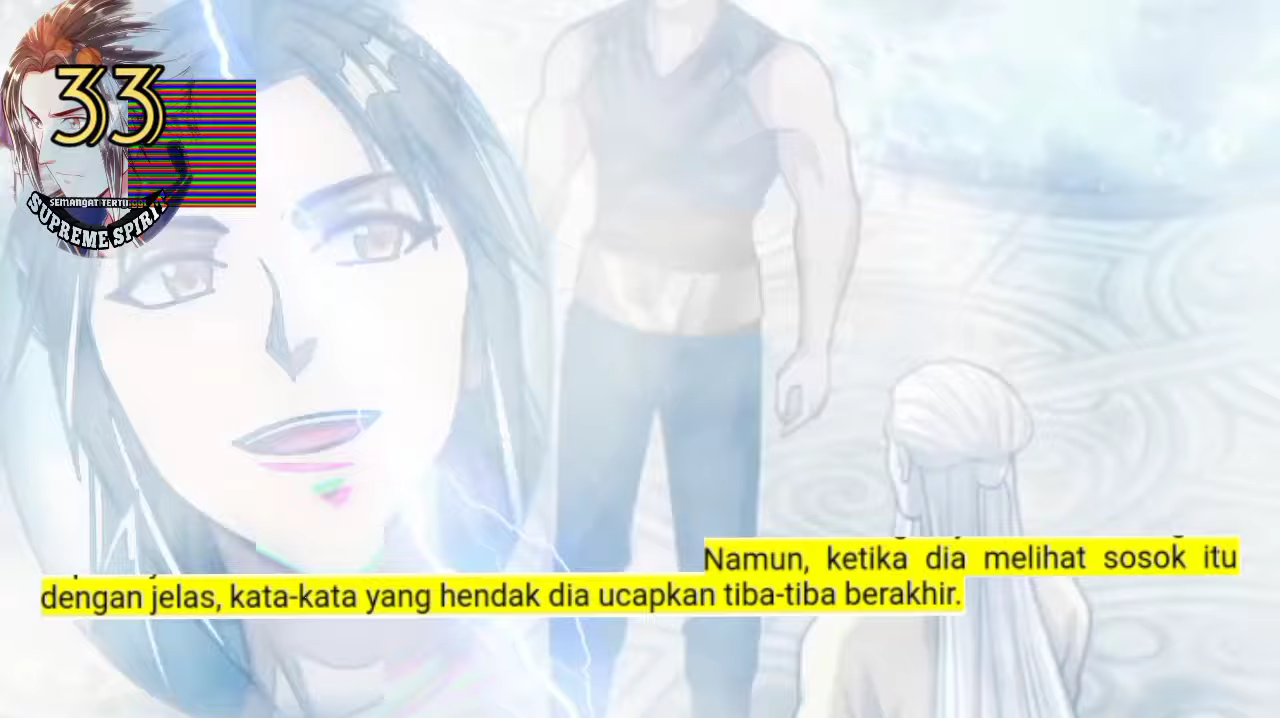 33
SEMANGAT TERTINGGI
SUPREME SPIRIT
Namun, ketika dia melihat sosok itu
dengan jelas, kata-kata yang hendak dia ucapkan tiba-tiba berakhir.